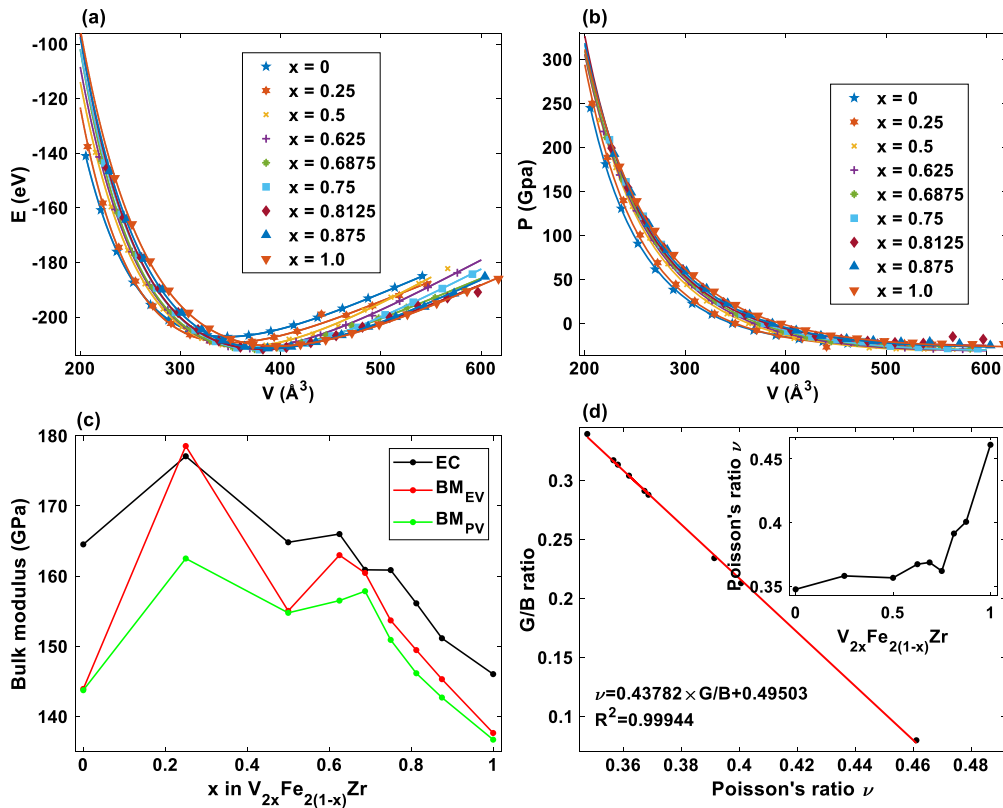 (a)
E (eV)
-100
-120
-140
-160
-180
-200
200
300
400
500
600
V (Å³)
x = 0
x = 0.25
x = 0.5
x = 0.625
x = 0.6875
x = 0.75
x = 0.8125
x = 0.875
x = 1.0
(b)
P (Gpa)
300
250
200
150
100
50
0
200
300
400
500
600
V (Å³)
x = 0
x = 0.25
x = 0.5
x = 0.625
x = 0.6875
x = 0.75
x = 0.8125
x = 0.875
x = 1.0
(c)
Bulk modulus (GPa)
180
170
160
150
140
0
0.2
0.4
0.6
0.8
1
x in V₂ₓFe₂₍₁₋ₓ₎Zr
EC
BM_EV
BM_PV
(d)
G/B ratio
0.3
0.25
0.2
0.15
0.1
0.36
0.38
0.4
0.42
0.44
0.46
0.48
Poisson's ratio ν
ν=0.43782×G/B+0.49503
R²=0.99944
Poisson's ratio ν
0.45
0.4
0.35
0
0.5
1
V₂ₓFe₂₍₁₋ₓ₎Zr